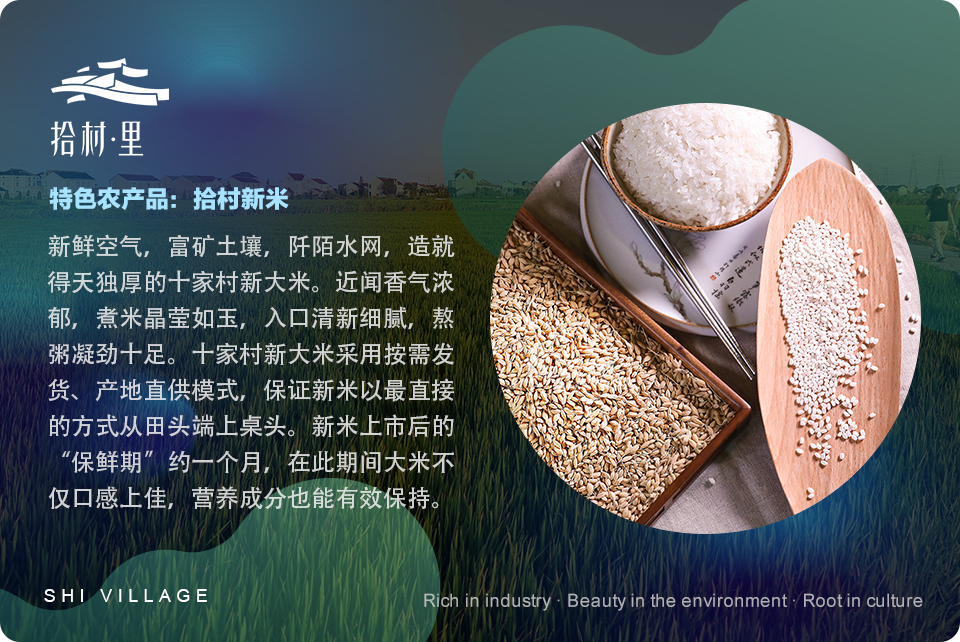 拾村·里
特色农产品：拾村新米
新鲜空气，富矿土壤，阡陌水网，造就
得天独厚的十家村新大米。近闻香气浓
郁，煮米晶莹如玉，入口清新细腻，熬
粥凝劲十足。十家村新大米采用按需发
货、产地直供模式，保证新米以最直接
的方式从田头端上桌头。新米上市后的
“保鲜期”约一个月，在此期间大米不
仅口感上佳，营养成分也能有效保持。
SHI VILLAGE
Rich in industry · Beauty in the environment · Root in culture